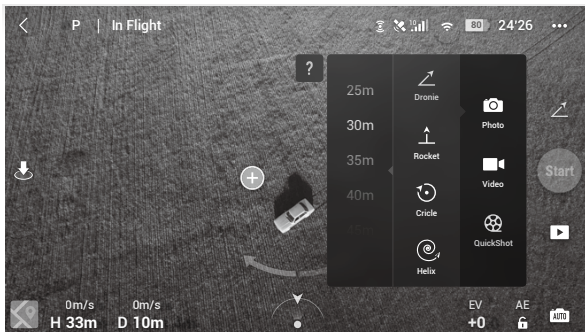 P | In Flight
10
80
24'26
?
25m
30m
35m
40m
Dronie
Rocket
Cricle
Helix
Photo
Video
QuickShot
Start
0m/s
0m/s
H 33m
D 10m
EV
+0
AE
AUTO